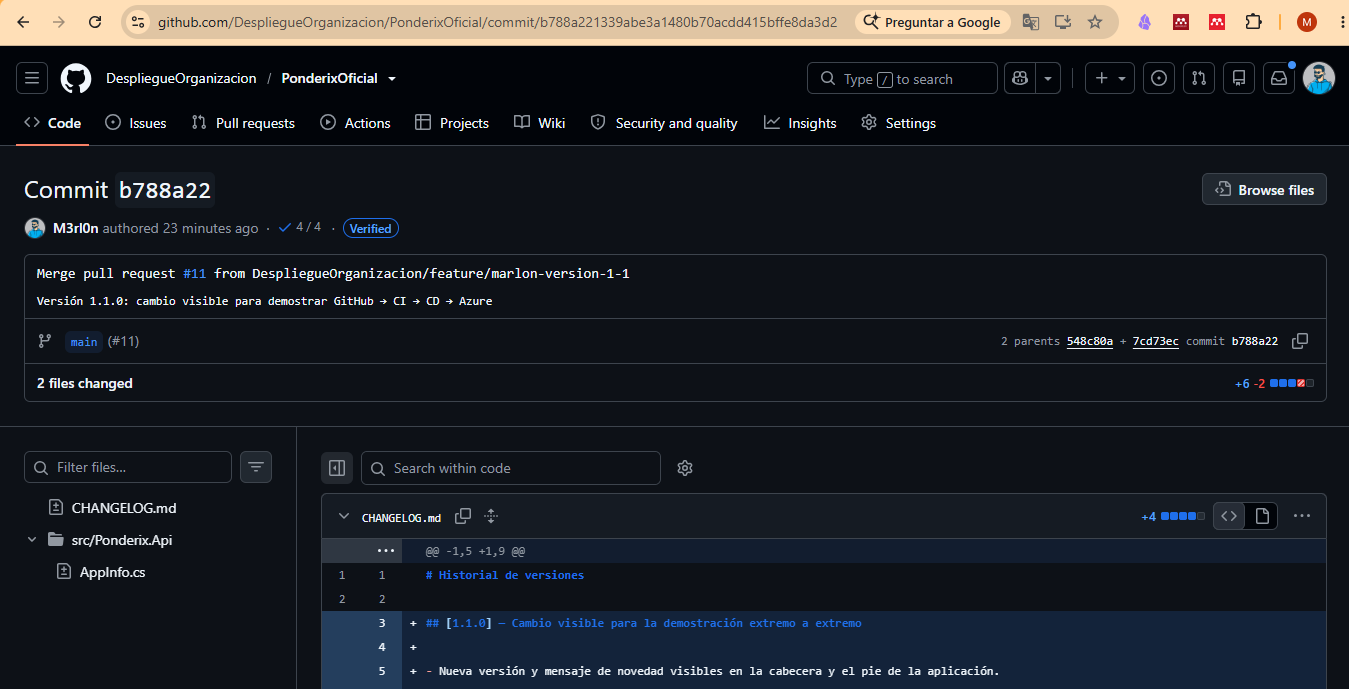 github.com/DespliegueOrganizacion/PonderixOficial/commit/b788a221339abe3a1480b70acdd415bffe8da3d2
Preguntar a Google
M
DespliegueOrganizacion / PonderixOficial
Type / to search
Code
Issues
Pull requests
Actions
Projects
Wiki
Security and quality
Insights
Settings
Commit b788a22
Browse files
M3rl0n authored 23 minutes ago · 4 / 4 · Verified
Merge pull request #11 from DespliegueOrganizacion/feature/marlon-version-1-1
Versión 1.1.0: cambio visible para demostrar GitHub → CI → CD → Azure
main (#11)
2 parents 548c80a + 7cd73ec commit b788a22
2 files changed
+6 -2
Filter files...
Search within code
CHANGELOG.md
src/Ponderix.Api
AppInfo.cs
CHANGELOG.md
+4
@@ -1,5 +1,9 @@
1 1 # Historial de versiones
2 2
3 + ## [1.1.0] — Cambio visible para la demostración extremo a extremo
4 +
5 + - Nueva versión y mensaje de novedad visibles en la cabecera y el pie de la aplicación.